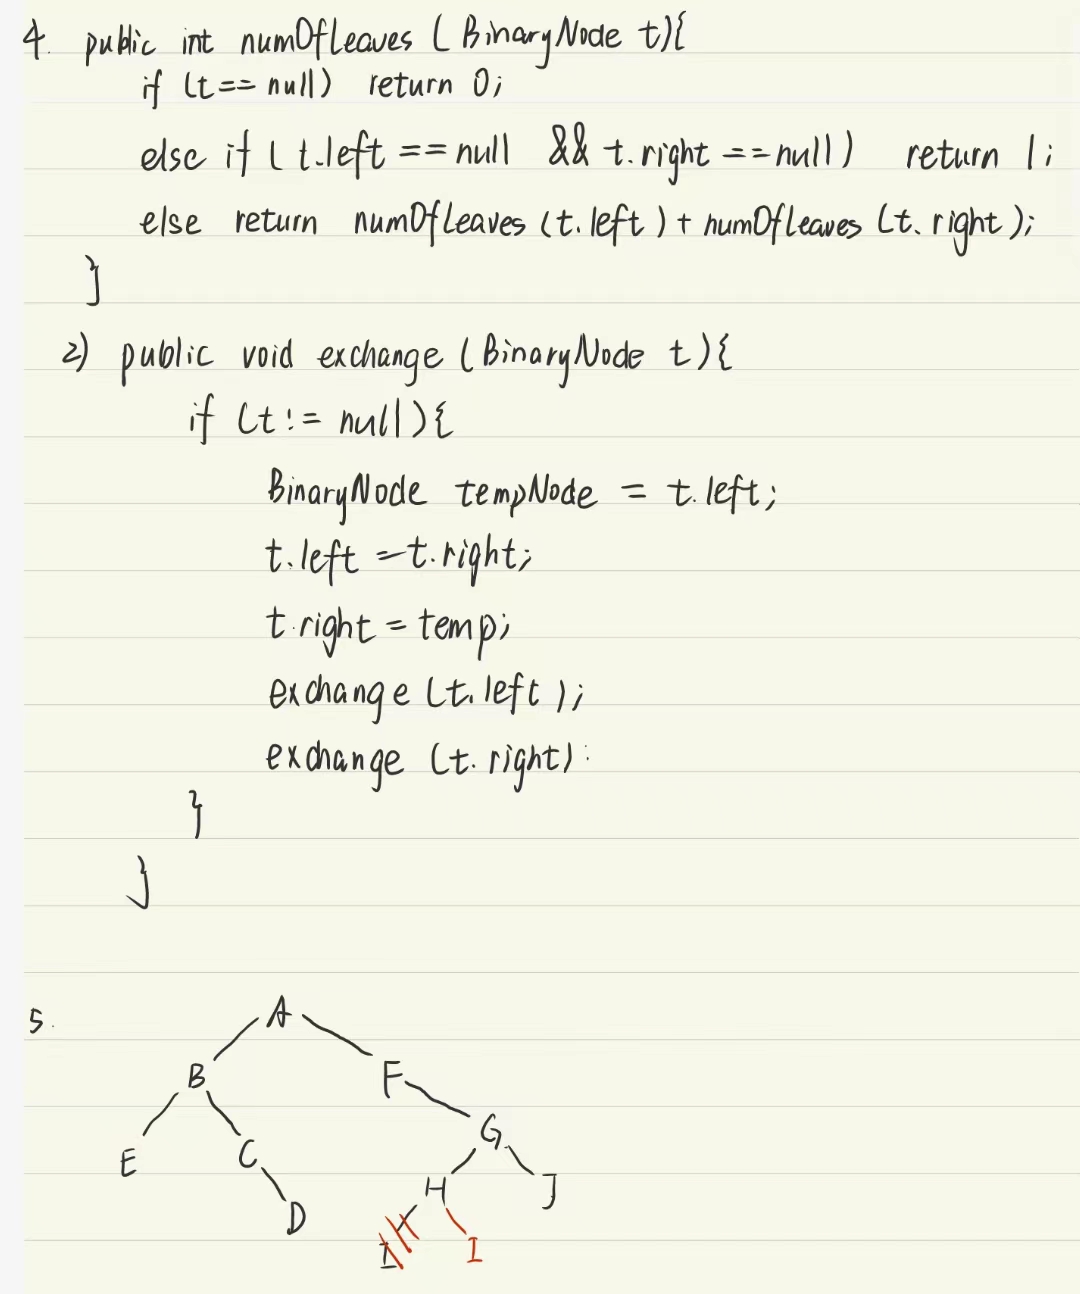 4. public int numOfLeaves (BinaryNode t){
if (t == null) return 0;
else if (t.left == null && t.right == null) return 1;
else return numOfLeaves (t.left) + numOfLeaves (t.right);
}
2) public void exchange (BinaryNode t){
if (t != null){
BinaryNode tempNode = t.left;
t.left = t.right;
t.right = temp;
exchange (t.left);
exchange (t.right):
}
}
5.
A
B F
G
E C
H J
D
I I